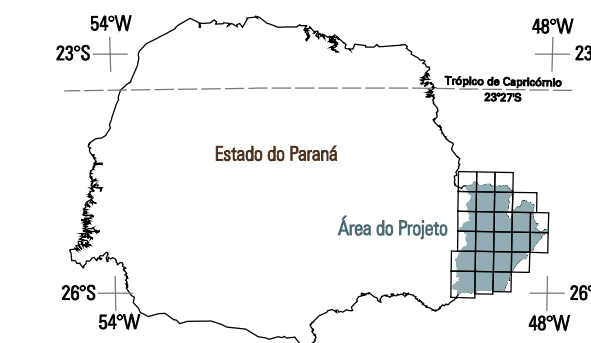 54°W
48°W
23°S
23
Trópico de Capricórnio
23°27'S
Estado do Paraná
Área do Projeto
26°S
26°
54°W
48°W